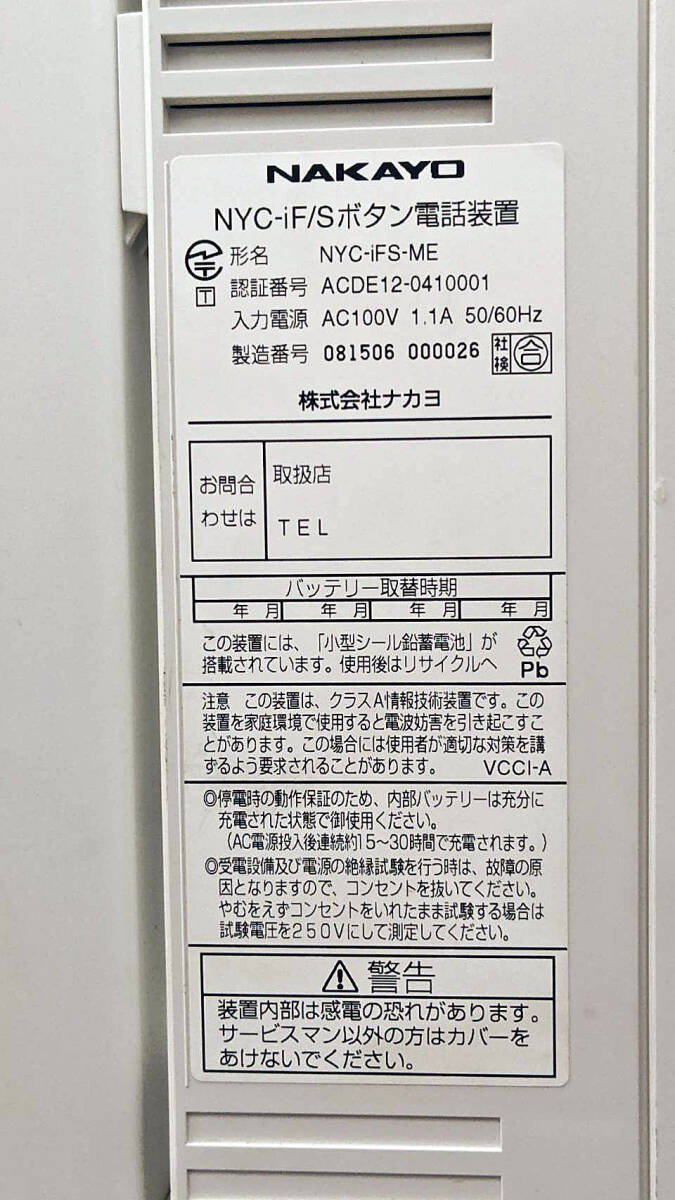 NAKAYO
NYC-iF/Sボタン電話装置
形名 NYC-iFS-ME
T 認証番号 ACDE12-0410001
入力電源 AC100V 1.1A 50/60Hz
製造番号 081506 000026 社検 合
株式会社ナカヨ
お問合わせは
取扱店
TEL
バッテリー取替時期
年 月 年 月 年 月 年 月
この装置には、「小型シール鉛蓄電池」が
搭載されています。使用後はリサイクルへ
Pb
注意 この装置は、クラスA情報技術装置です。この
装置を家庭環境で使用すると電波妨害を引き起こすこ
とがあります。この場合には使用者が適切な対策を講
ずるよう要求されることがあります。 VCCI-A
◎停電時の動作保証のため、内部バッテリーは充分に
充電された状態で御使用ください。
(AC電源投入後連続約15～30時間で充電されます。)
◎受電設備及び電源の絶縁試験を行う時は、故障の原
因となりますので、コンセントを抜いてください。
やむをえずコンセントをいれたまま試験する場合は
試験電圧を250Vにして測定してください。
警告
装置内部は感電の恐れがあります。
サービスマン以外の方はカバーを
あけないでください。